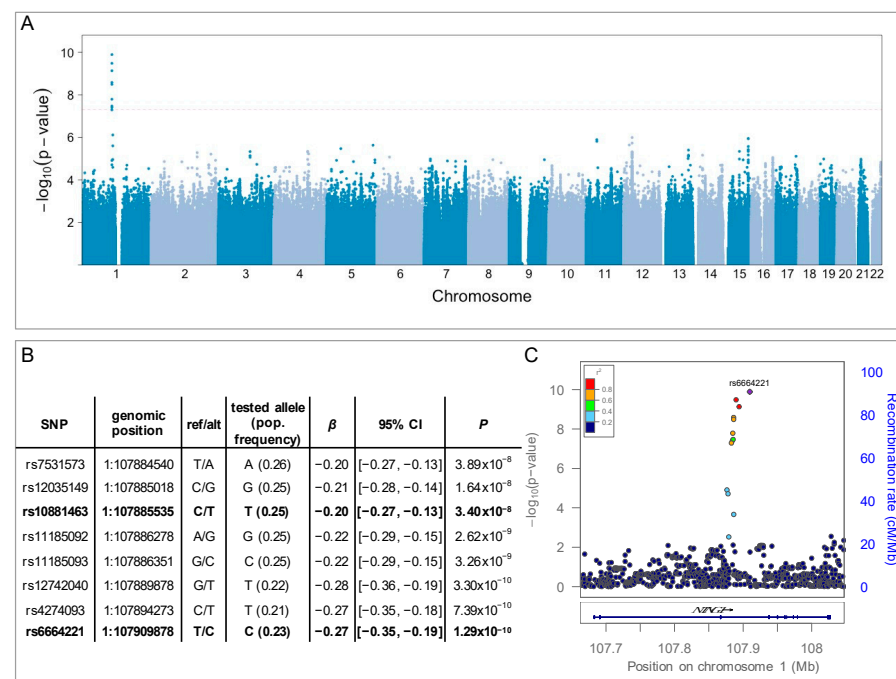 A
10
8
6
4
2
−log10(p − value)
1 2 3 4 5 6 7 8 9 10 11 12 13 14 15 16 17 18 19 20 21 22
Chromosome
B
SNP genomic position ref/alt tested allele (pop. frequency) β 95% CI P
rs7531573 1:107884540 T/A A (0.26) −0.20 [−0.27, −0.13] 3.89x10⁻⁸
rs12035149 1:107885018 C/G G (0.25) −0.21 [−0.28, −0.14] 1.64x10⁻⁸
rs10881463 1:107885535 C/T T (0.25) −0.20 [−0.27, −0.13] 3.40x10⁻⁸
rs11185092 1:107886278 A/G G (0.25) −0.22 [−0.29, −0.15] 2.62x10⁻⁹
rs11185093 1:107886351 G/C C (0.25) −0.22 [−0.29, −0.15] 3.26x10⁻⁹
rs12742040 1:107889878 G/T T (0.22) −0.28 [−0.36, −0.19] 3.30x10⁻¹⁰
rs4274093 1:107894273 C/T T (0.21) −0.27 [−0.35, −0.18] 7.39x10⁻¹⁰
rs6664221 1:107909878 T/C C (0.23) −0.27 [−0.35, −0.19] 1.29x10⁻¹⁰
C
r²
0.8
0.6
0.4
0.2
rs6664221
10
8
6
4
2
0
−log10(p−value)
100
80
60
40
20
0
Recombination rate (cM/Mb)
107.7 107.8 107.9 108
Position on chromosome 1 (Mb)